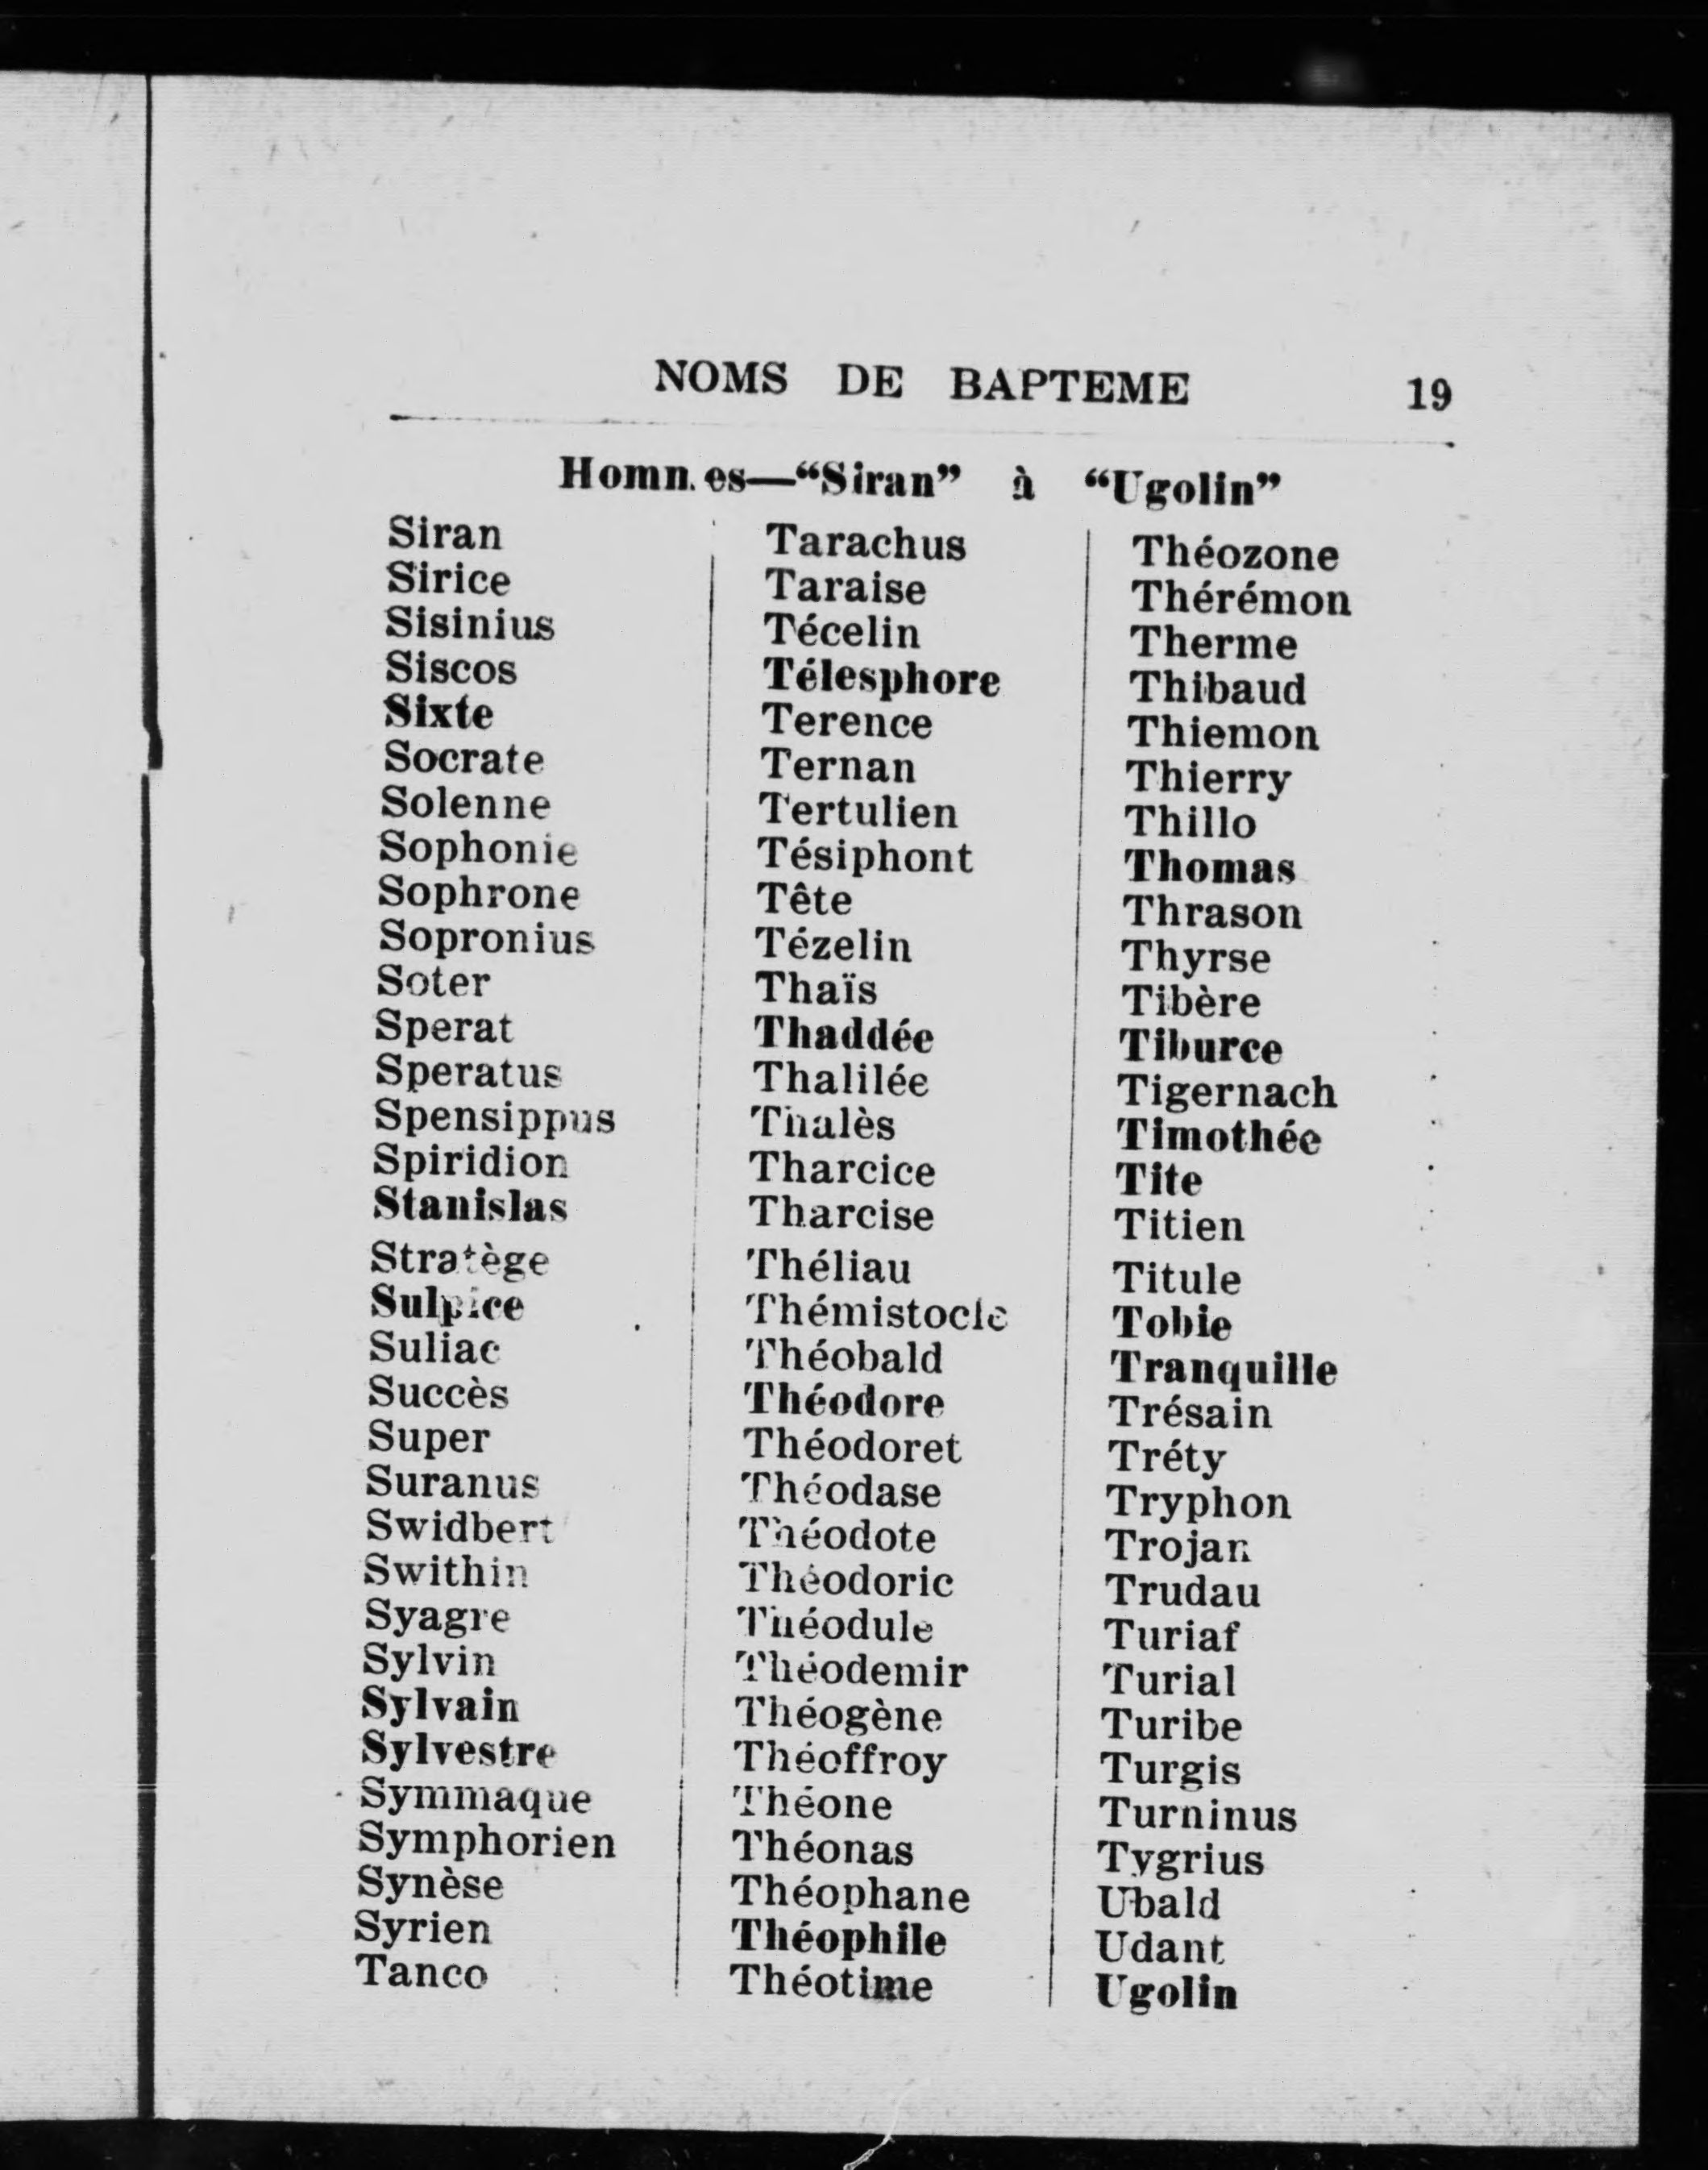 NOMS DE BAPTEME 19
Hommes—“Siran” à “Ugolin”
Siran
Sirice
Sisinius
Siscos
Sixte
Socrate
Solenne
Sophonie
Sophrone
Sopronius
Soter
Sperat
Speratus
Spensippus
Spiridion
Stanislas
Stratège
Sulpice
Suliac
Succès
Super
Suranus
Swidbert
Swithin
Syagre
Sylvin
Sylvain
Sylvestre
Symmaque
Symphorien
Synèse
Syrien
Tanco
Tarachus
Taraise
Técelin
Télesphore
Terence
Ternan
Tertulien
Tésiphont
Tête
Tézelin
Thaïs
Thaddée
Thalilée
Thalès
Tharcice
Tharcise
Théliau
Thémistocle
Théobald
Théodore
Théodoret
Théodase
Théodote
Théodoric
Théodule
Théodemir
Théogène
Théoffroy
Théone
Théonas
Théophane
Théophile
Théotime
Théozone
Thérémon
Therme
Thibaud
Thiemon
Thierry
Thillo
Thomas
Thrason
Thyrse
Tibère
Tiburce
Tigernach
Timothée
Tite
Titien
Titule
Tobie
Tranquille
Trésain
Tréty
Tryphon
Trojan
Trudau
Turiaf
Turial
Turibe
Turgis
Turninus
Tygrius
Ubald
Udant
Ugolin